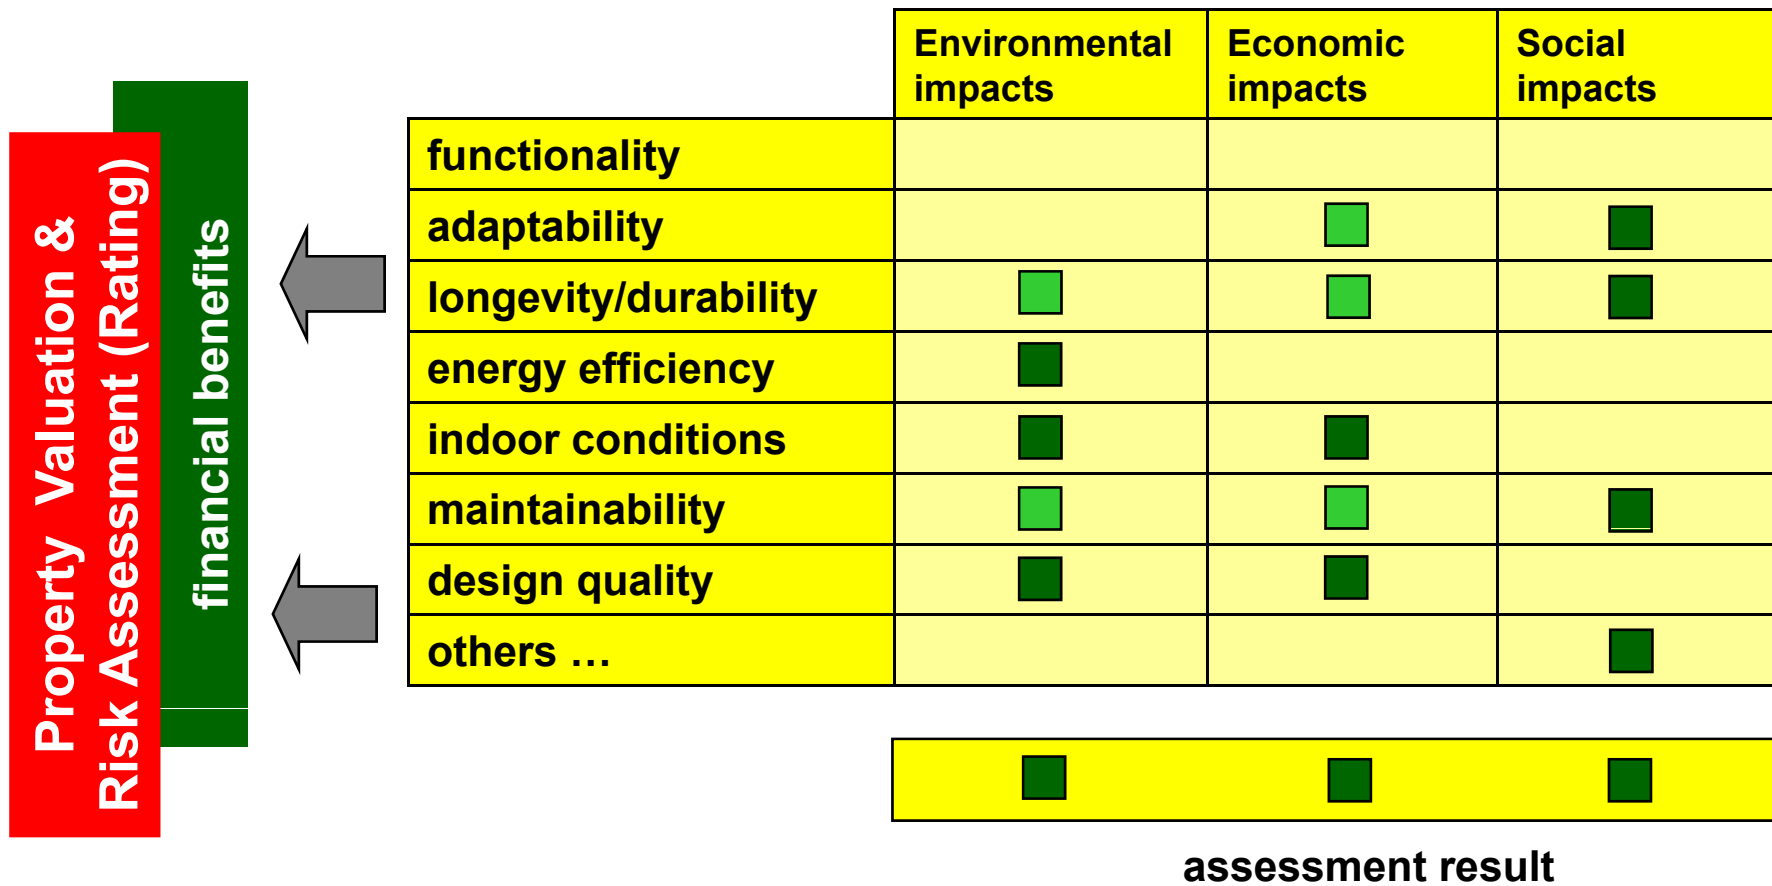 Property Valuation &
Risk Assessment (Rating)
financial benefits
Environmental
impacts
Economic
impacts
Social
impacts
functionality
adaptability
longevity/durability
energy efficiency
indoor conditions
maintainability
design quality
others …
assessment result